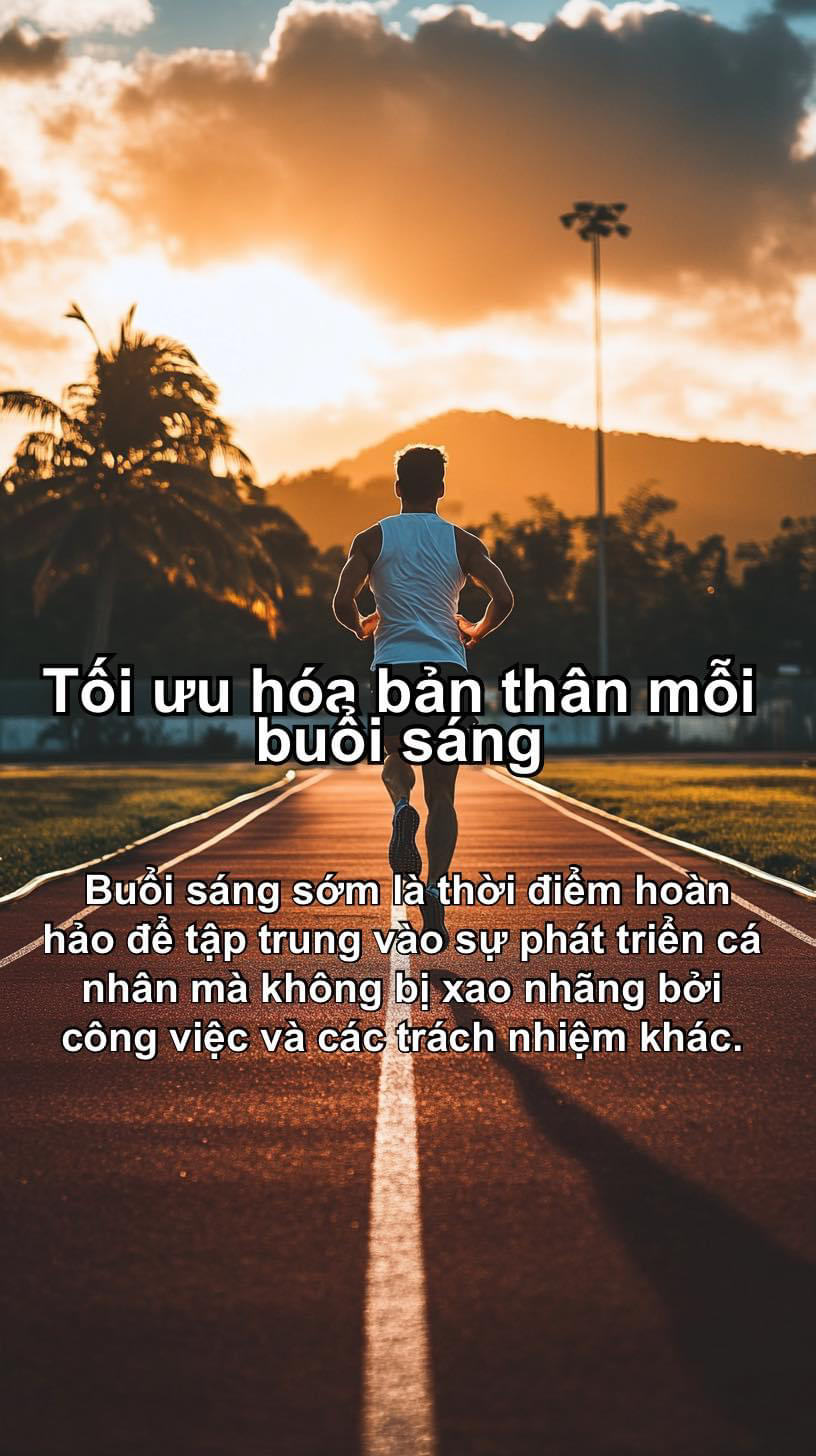 Tối ưu hóa bản thân mỗi
buổi sáng
Buổi sáng sớm là thời điểm hoàn
hảo để tập trung vào sự phát triển cá
nhân mà không bị xao nhãng bởi
công việc và các trách nhiệm khác.